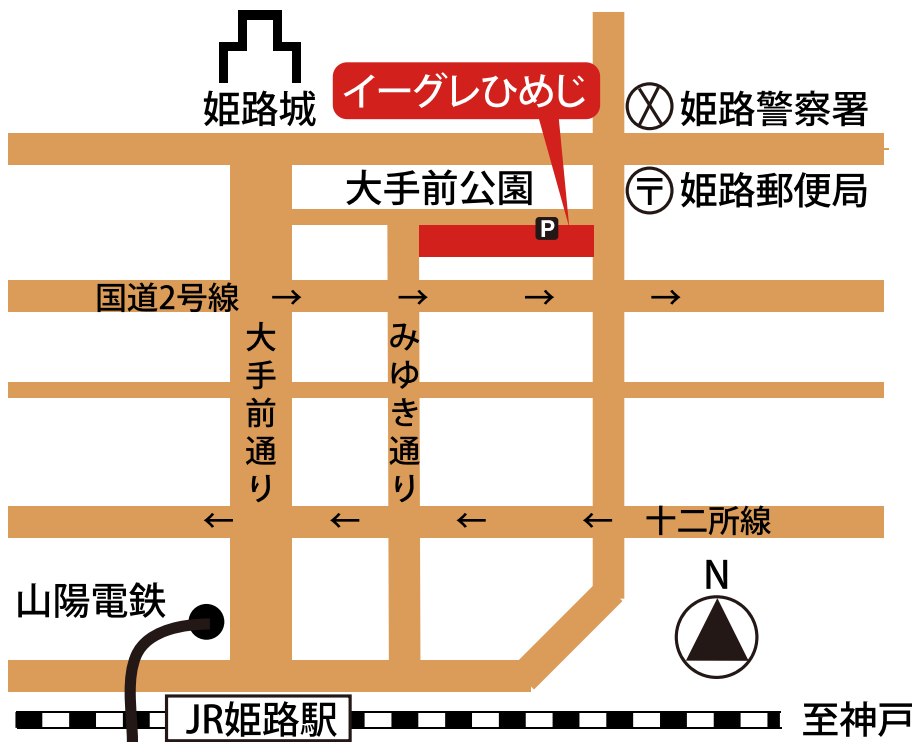 姫路城
イーグレひめじ
姫路警察署
大手前公園
〒
姫路郵便局
P
国道2号線
→ → → →
大手前通り
みゆき通り
← ← ← ←
十二所線
N
山陽電鉄
JR姫路駅
至神戸